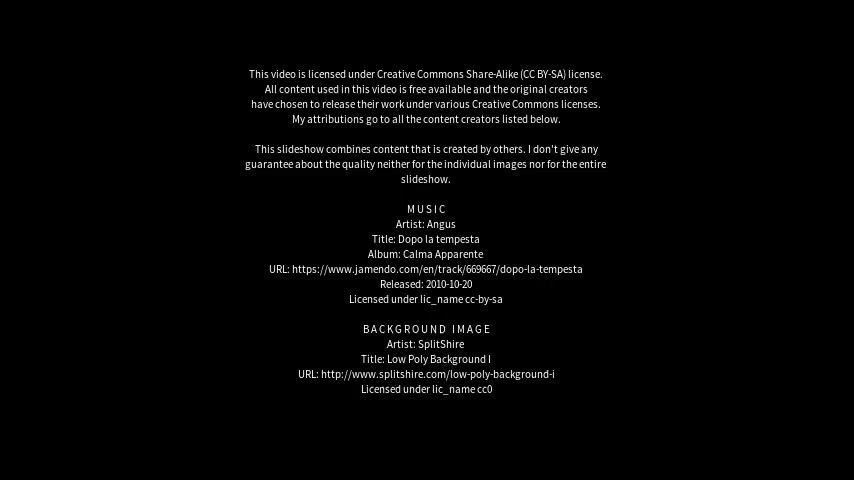 This video is licensed under Creative Commons Share-Alike (CC BY-SA) license.
All content used in this video is free available and the original creators
have chosen to release their work under various Creative Commons licenses.
My attributions go to all the content creators listed below.
This slideshow combines content that is created by others. I don't give any
guarantee about the quality neither for the individual images nor for the entire
slideshow.
MUSIC
Artist: Angus
Title: Dopo la tempesta
Album: Calma Apparente
URL: https://www.jamendo.com/en/track/669667/dopo-la-tempesta
Released: 2010-10-20
Licensed under lic_name cc-by-sa
BACKGROUND IMAGE
Artist: SplitShire
Title: Low Poly Background I
URL: http://www.splitshire.com/low-poly-background-i
Licensed under lic_name cc0